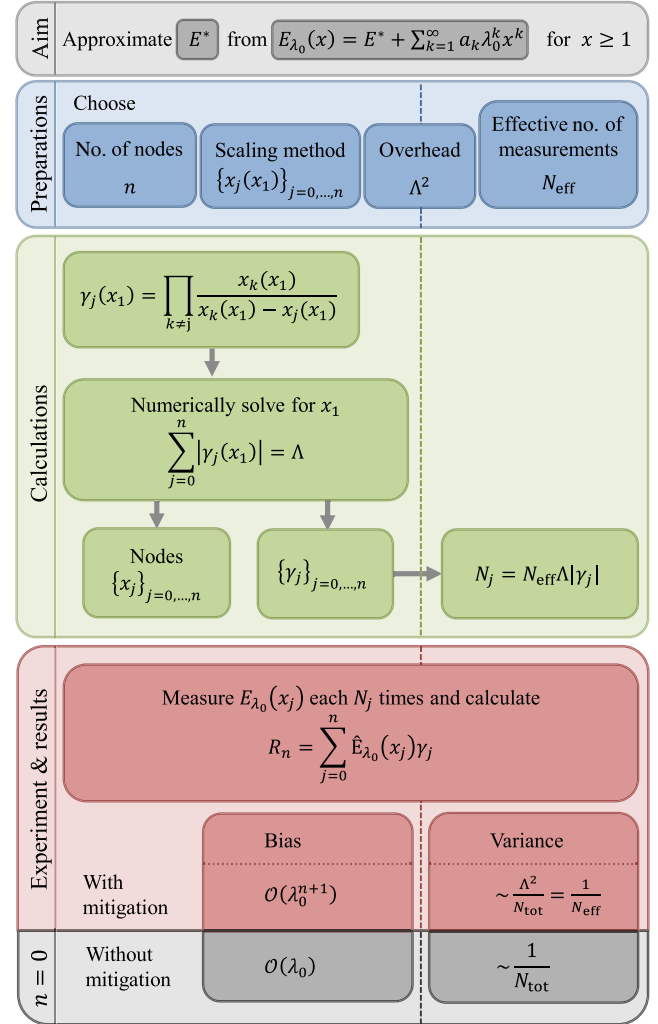 Aim
Approximate E* from E_{λ_0}(x) = E* + ∑_{k=1}^{∞} a_k λ_0^k x^k for x ≥ 1
Preparations
Choose
No. of nodes
n
Scaling method
{x_j(x_1)}_{j=0,…,n}
Overhead
Λ^2
Effective no. of
measurements
N_eff
Calculations
γ_j(x_1) = ∏_{k≠j} x_k(x_1) / (x_k(x_1) − x_j(x_1))
Numerically solve for x_1
∑_{j=0}^{n} |γ_j(x_1)| = Λ
Nodes
{x_j}_{j=0,…,n}
{γ_j}_{j=0,…,n}
N_j = N_eff Λ|γ_j|
Experiment & results
Measure E_{λ_0}(x_j) each N_j times and calculate
R_n = ∑_{j=0}^{n} Ê_{λ_0}(x_j)γ_j
Bias
Variance
With
mitigation
𝒪(λ_0^{n+1})
~ Λ^2/N_tot = 1/N_eff
n = 0
Without
mitigation
𝒪(λ_0)
~ 1/N_tot